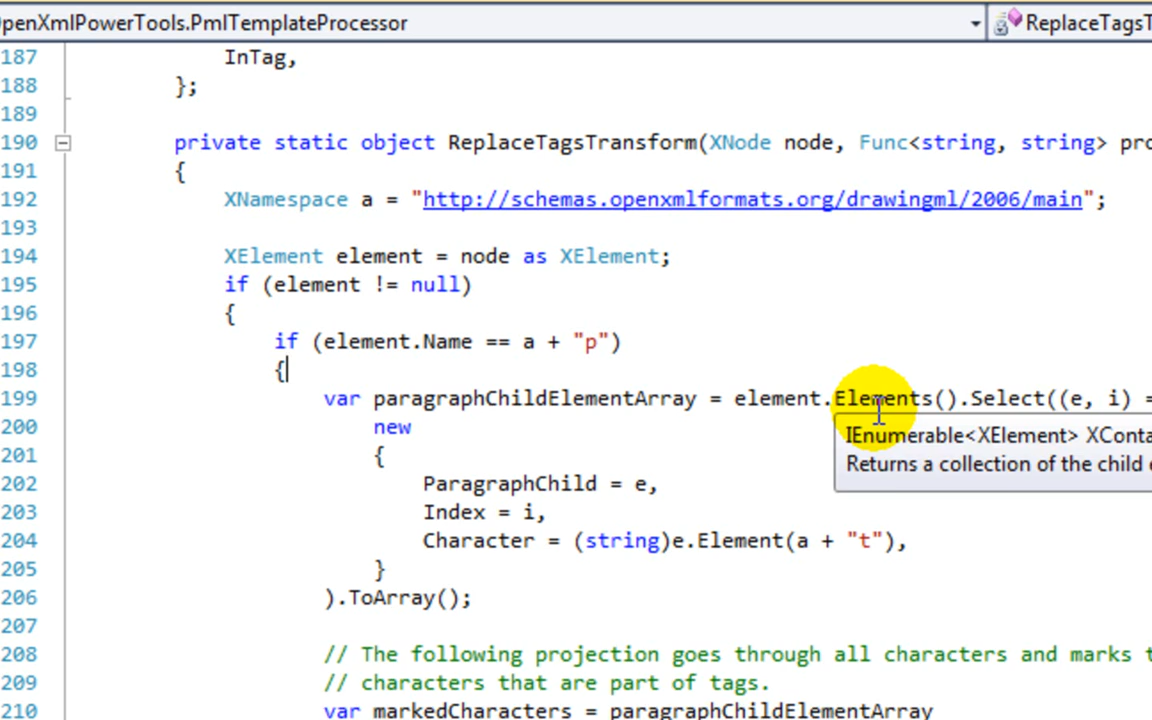 OpenXmlPowerTools.PmlTemplateProcessor ReplaceTagsT
187 InTag,
188 };
189
190 private static object ReplaceTagsTransform(XNode node, Func<string, string> pro
191 {
192 XNamespace a = "http://schemas.openxmlformats.org/drawingml/2006/main";
193
194 XElement element = node as XElement;
195 if (element != null)
196 {
197 if (element.Name == a + "p")
198 {
199 var paragraphChildElementArray = element.Elements().Select((e, i) =
200 new
IEnumerable<XElement> XConta
201 {
Returns a collection of the child e
202 ParagraphChild = e,
203 Index = i,
204 Character = (string)e.Element(a + "t"),
205 }
206 ).ToArray();
207
208 // The following projection goes through all characters and marks t
209 // characters that are part of tags.
210 var markedCharacters = paragraphChildElementArray